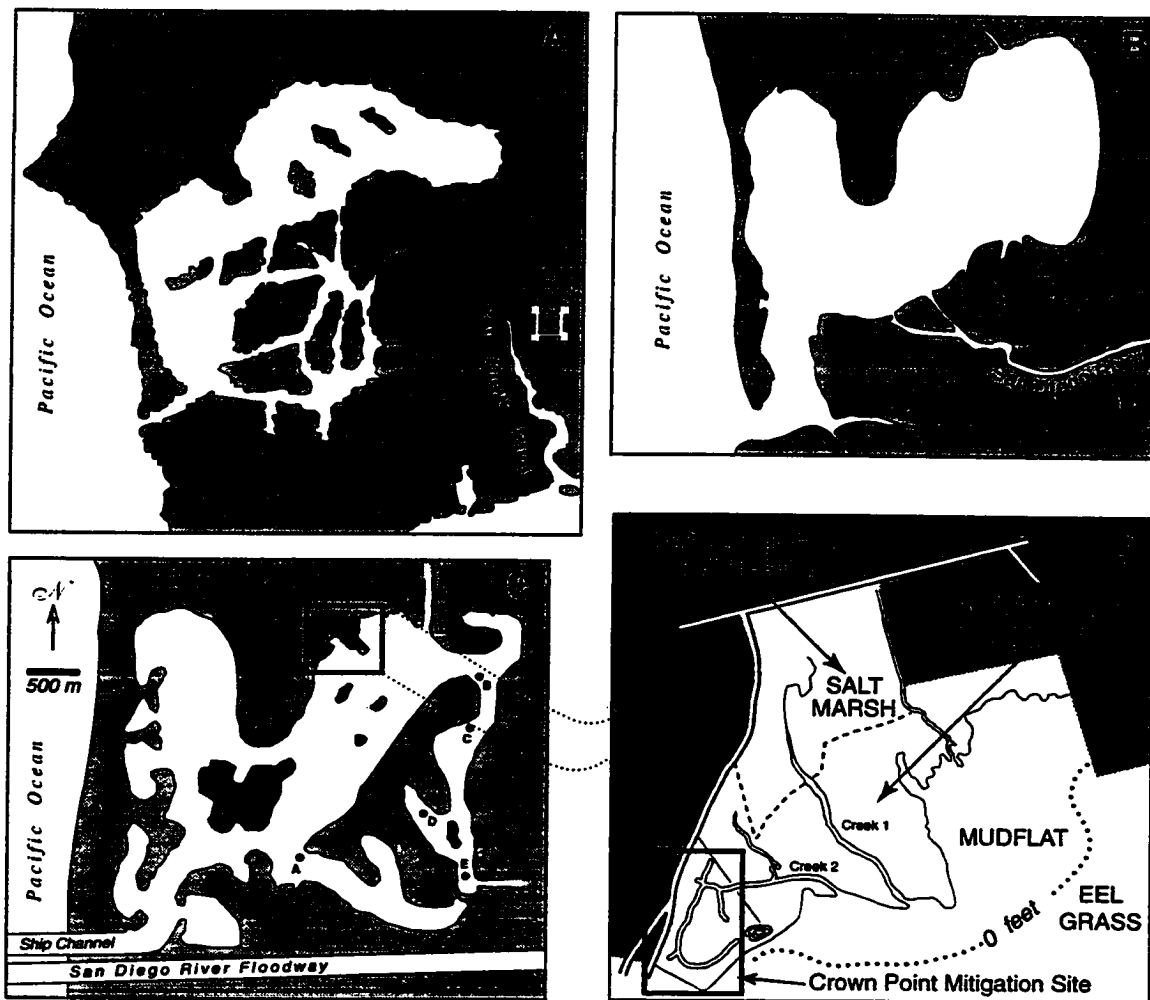 A
Pacific Ocean
B
Pacific Ocean
C
N
500 m
Pacific Ocean
B
C
D
E
A
Ship Channel
San Diego River Floodway
SALT
MARSH
Creek 1
MUDFLAT
Creek 2
EEL
GRASS
0 feet
Crown Point Mitigation Site